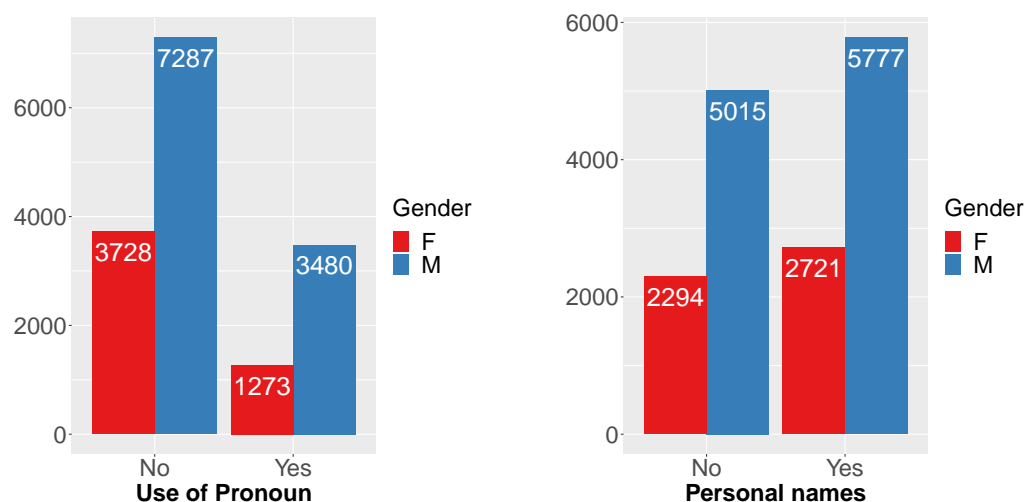 7287
6000
4000
3728
3480
2000
1273
0
No Yes
Use of Pronoun
Gender
F
M
6000
5777
5015
4000
2721
2294
2000
0
No Yes
Personal names
Gender
F
M